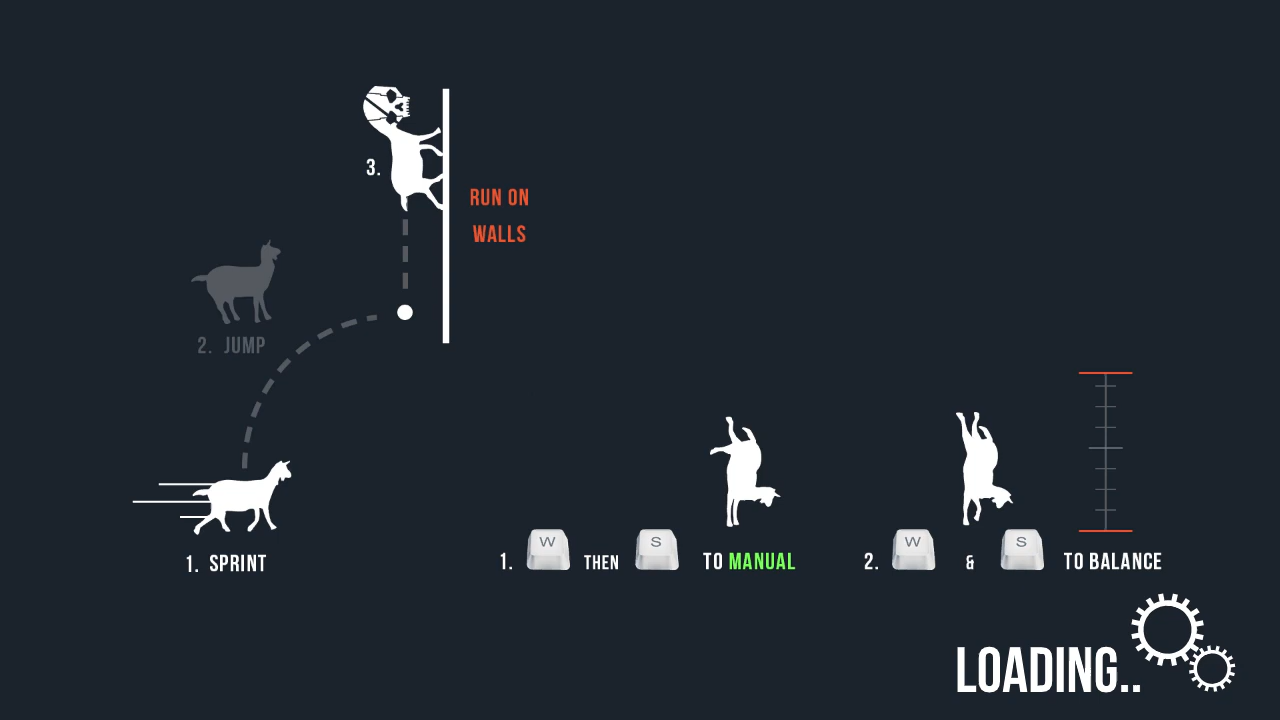 3.
RUN ON
WALLS
2. JUMP
1. SPRINT
1. W THEN S TO MANUAL
2. W & S TO BALANCE
LOADING..